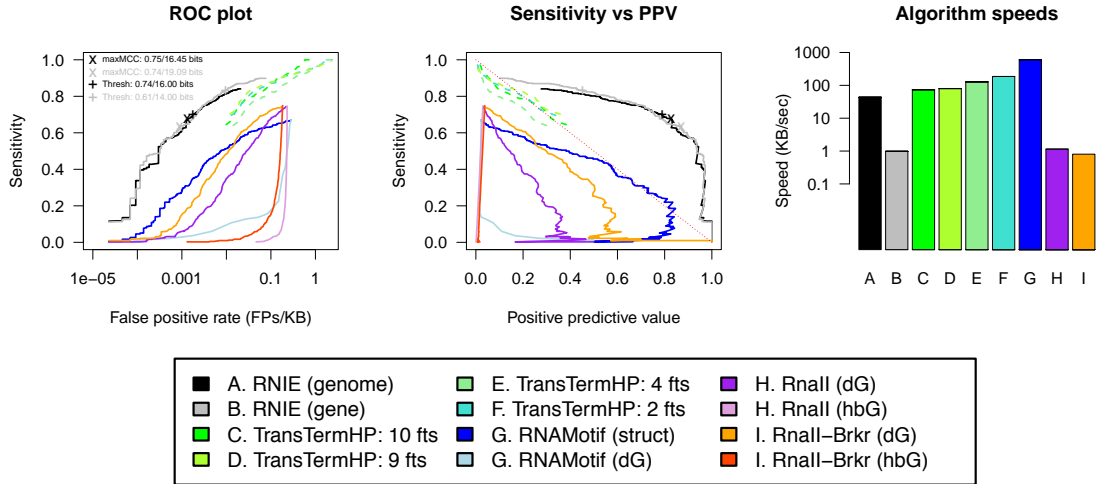 ROC plot
Sensitivity vs PPV
Algorithm speeds
maxMCC: 0.75/16.45 bits
maxMCC: 0.74/19.09 bits
Thresh: 0.74/16.00 bits
Thresh: 0.61/14.00 bits
Sensitivity
1.0
0.8
0.6
0.4
0.2
0.0
1e−05
0.001
0.1
1
False positive rate (FPs/KB)
Sensitivity
1.0
0.8
0.6
0.4
0.2
0.0
0.0
0.2
0.4
0.6
0.8
1.0
Positive predictive value
Speed (KB/sec)
1000
100
10
1
0.1
A B C D E F G H I
A. RNIE (genome)
B. RNIE (gene)
C. TransTermHP: 10 fts
D. TransTermHP: 9 fts
E. TransTermHP: 4 fts
F. TransTermHP: 2 fts
G. RNAMotif (struct)
G. RNAMotif (dG)
H. RnaII (dG)
H. RnaII (hbG)
I. RnaII−Brkr (dG)
I. RnaII−Brkr (hbG)